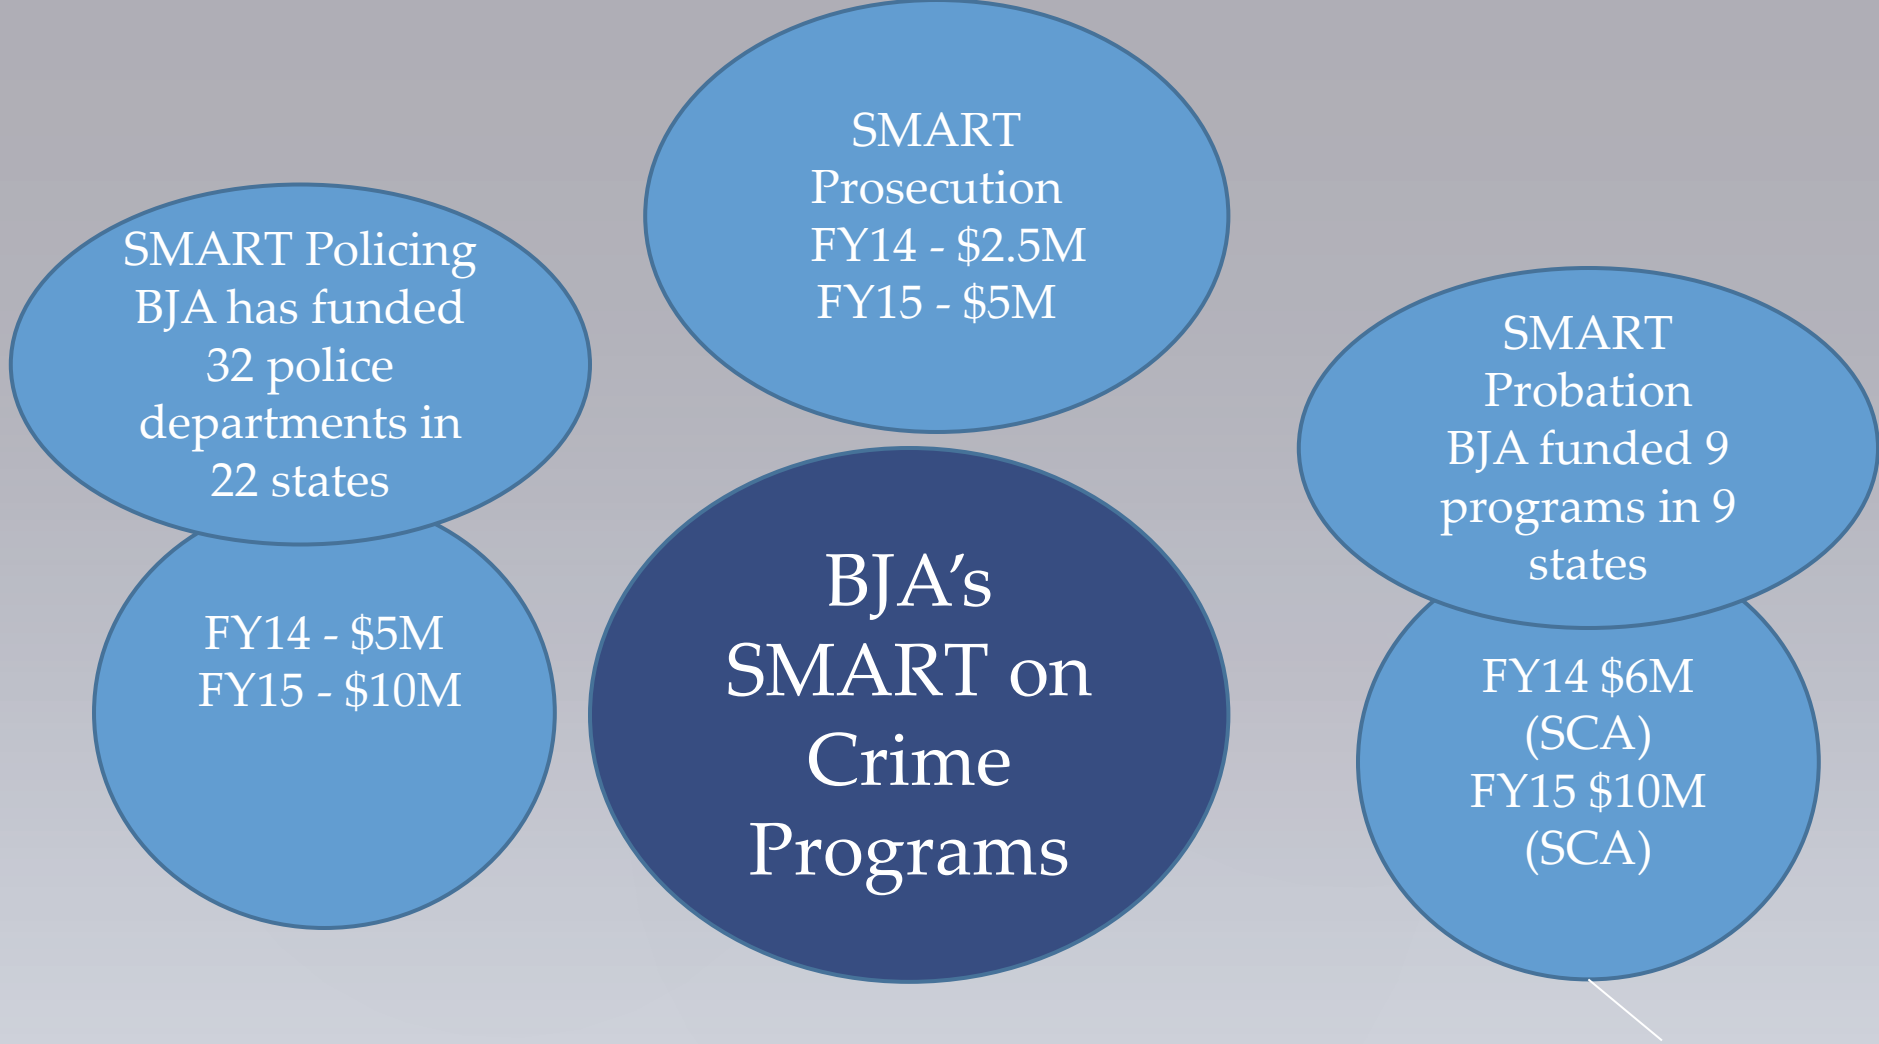 SMART
Prosecution
FY14 - $2.5M
FY15 - $5M
SMART Policing
BJA has funded
32 police
departments in
22 states
FY14 - $5M
FY15 - $10M
BJA’s
SMART on
Crime
Programs
SMART
Probation
BJA funded 9
programs in 9
states
FY14 $6M
(SCA)
FY15 $10M
(SCA)